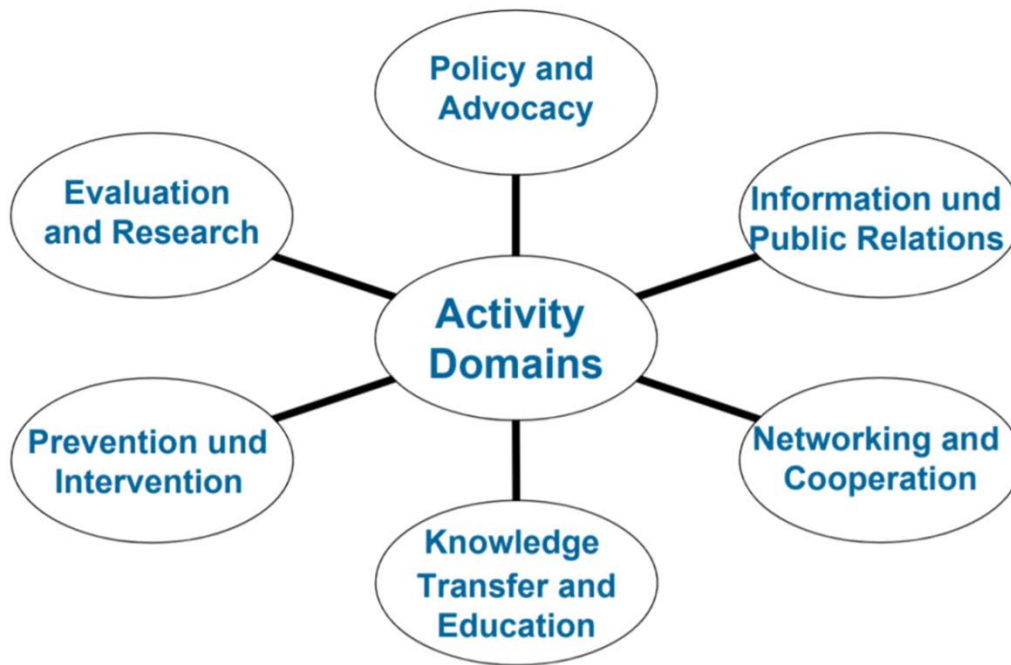 Policy and
Advocacy
Evaluation
and Research
Information und
Public Relations
Activity
Domains
Prevention und
Intervention
Networking and
Cooperation
Knowledge
Transfer and
Education